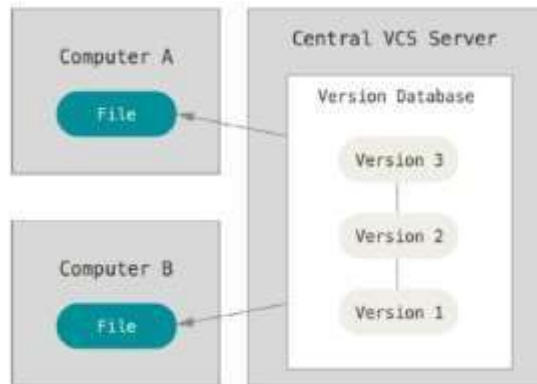 Computer A
File
Computer B
File
Central VCS Server
Version Database
Version 3
Version 2
Version 1